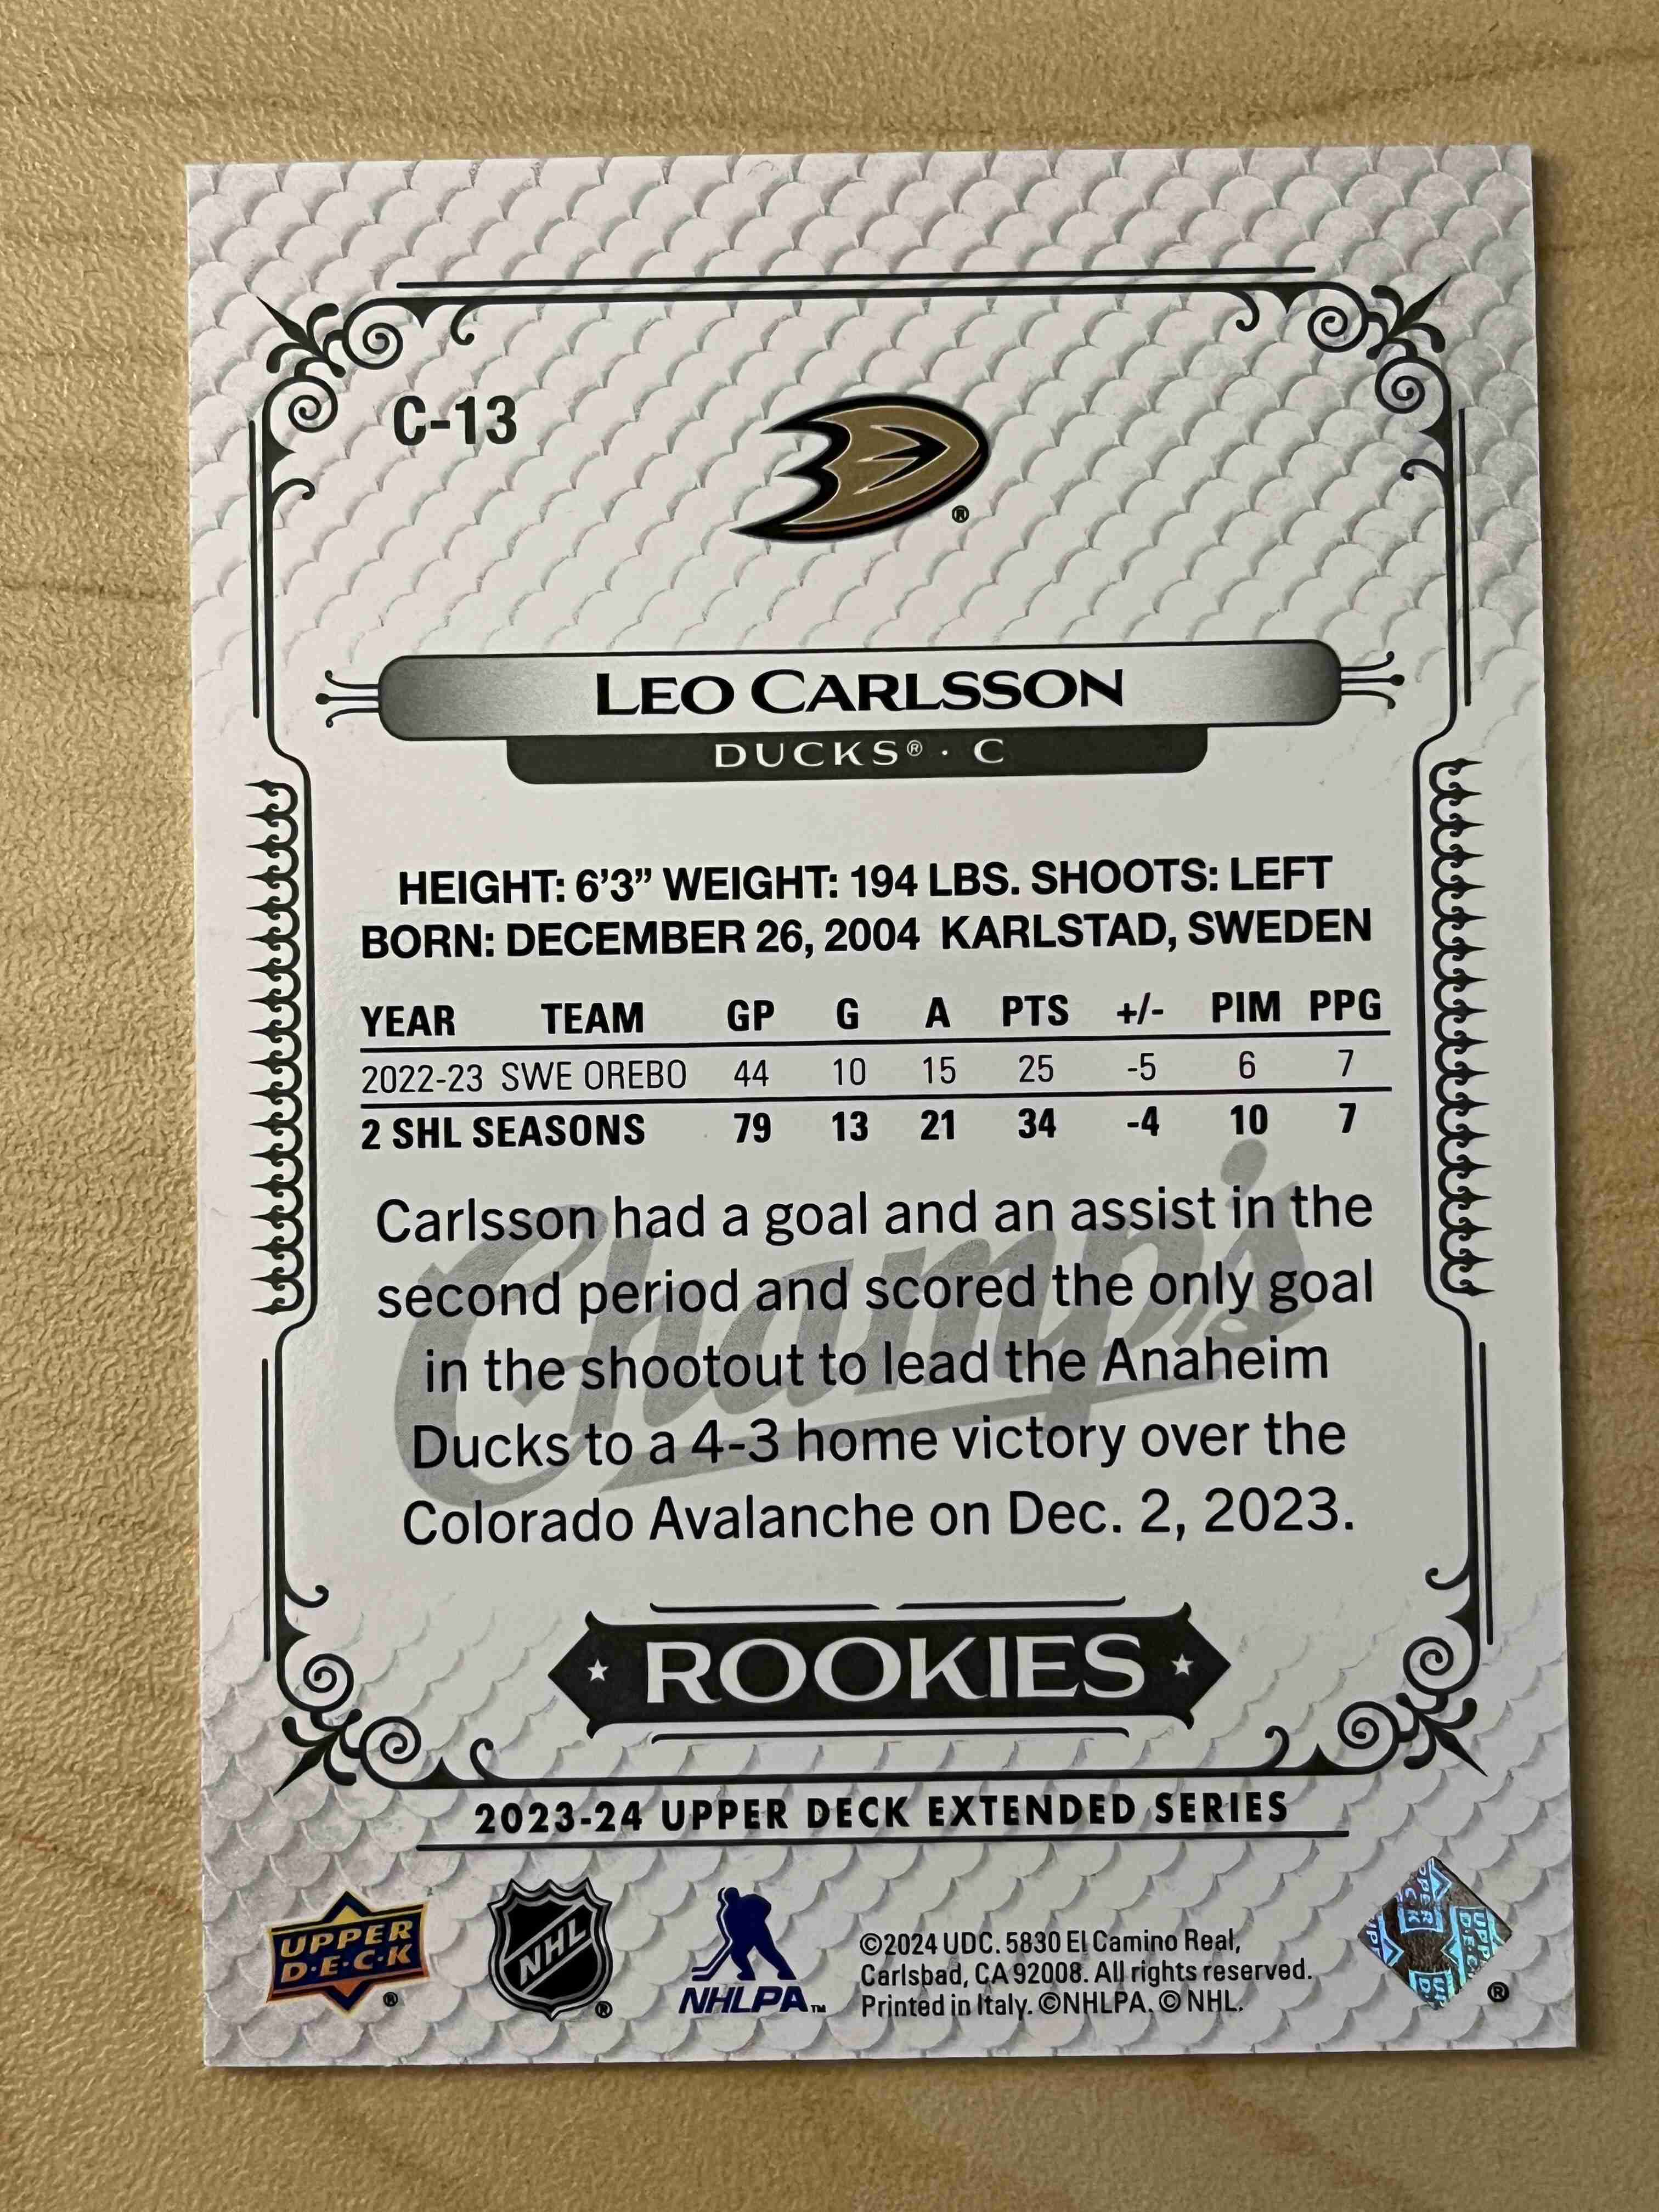 C-13
®
LEO CARLSSON
DUCKS® · C
HEIGHT: 6'3" WEIGHT: 194 LBS. SHOOTS: LEFT
BORN: DECEMBER 26, 2004 KARLSTAD, SWEDEN
YEAR TEAM GP G A PTS +/- PIM PPG
2022-23 SWE OREBO 44 10 15 25 -5 6 7
2 SHL SEASONS 79 13 21 34 -4 10 7
Champ's
Carlsson had a goal and an assist in the
second period and scored the only goal
in the shootout to lead the Anaheim
Ducks to a 4-3 home victory over the
Colorado Avalanche on Dec. 2, 2023.
ROOKIES
2023-24 UPPER DECK EXTENDED SERIES
UPPER
D·E·C·K
®
NHL
®
NHLPA™
©2024 UDC. 5830 El Camino Real,
Carlsbad, CA 92008. All rights reserved.
Printed in Italy. ©NHLPA. © NHL.
®